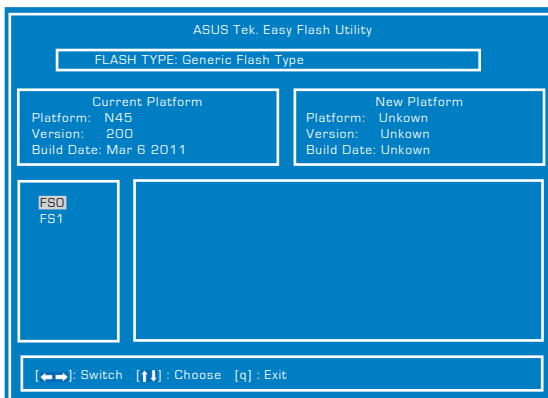 ASUS Tek. Easy Flash Utility
FLASH TYPE: Generic Flash Type
Current Platform
Platform: N45
Version: 200
Build Date: Mar 6 2011
New Platform
Platform: Unkown
Version: Unkown
Build Date: Unkown
FS0
FS1
[←→]: Switch [↑↓] : Choose [q] : Exit